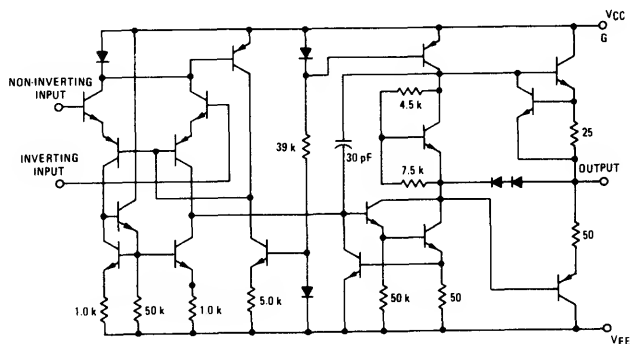 VCC
G
NON-INVERTING
INPUT
INVERTING
INPUT
4.5 k
39 k
30 pF
7.5 k
25
OUTPUT
50
1.0 k
50 k
1.0 k
5.0 k
50 k
50
VEE